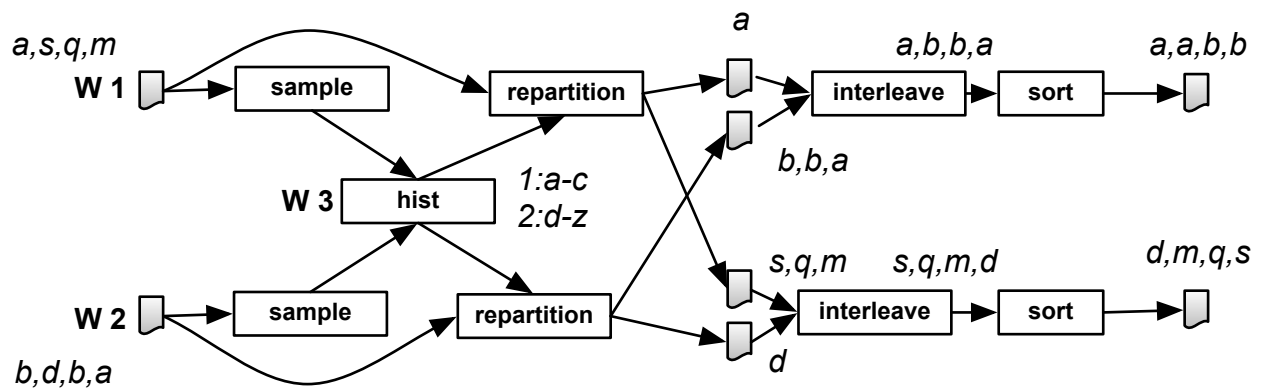 a,s,q,m
W 1
sample
repartition
a
b,b,a
interleave
a,b,b,a
sort
a,a,b,b
W 3
hist
1:a-c
2:d-z
W 2
b,d,b,a
sample
repartition
s,q,m
d
interleave
s,q,m,d
sort
d,m,q,s